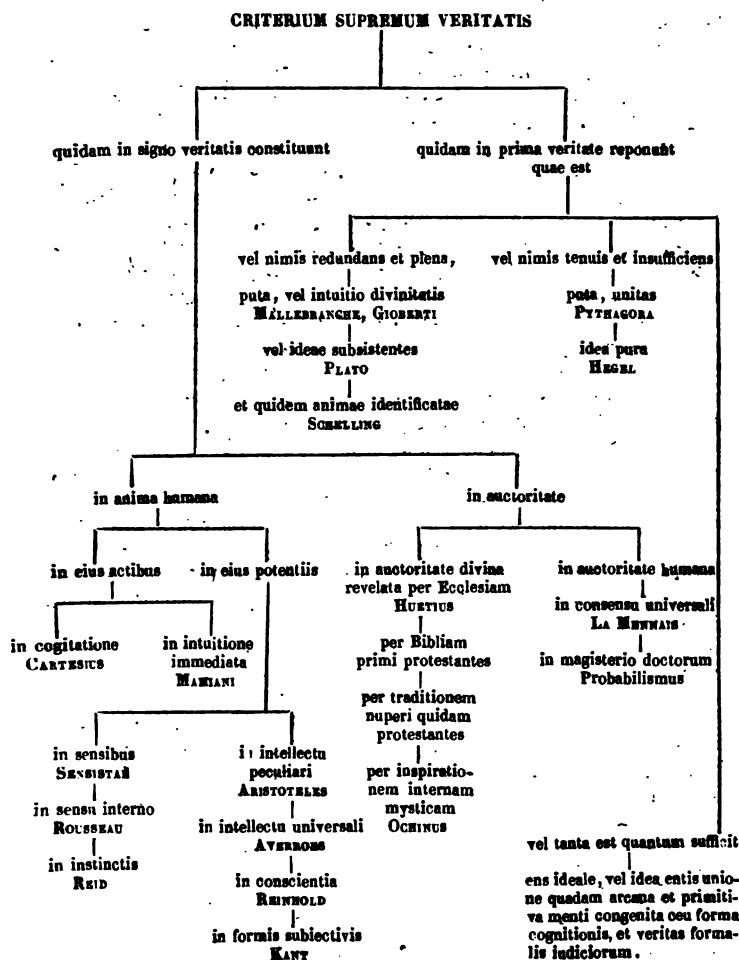 CRITERIUM SUPREMUM VERITATIS
quidam in signo veritatis constituunt
quidam in prima veritate reponunt
quae est
vel nimis redundans et plena,
puta, vel intuitio divinitatis
MALLEBRANCHE, GIOBERTI
vel ideae subsistentes
PLATO
et quidem animae identificatae
SCHELLING
vel nimis tenuis et insufficiens
puta, unitas
PYTHAGORA
idea pura
HEGEL
in anima humana
in auctoritate
in eius actibus
in eius potentiis
in cogitatione
CARTESIUS
in intuitione
immediata
MAMIANI
in sensibus
SENSISTAE
in sensu interno
ROUSSEAU
in instinctis
REID
in intellectu
peculiari
ARISTOTELES
in intellectu universali
AVERROES
in conscientia
REINHOLD
in formis subiectivis
KANT
in auctoritate divina
revelata per Ecclesiam
HUETIUS
per Bibliam
primi protestantes
per traditionem
nuperi quidam
protestantes
per inspiratio-
nem internam
mysticam
OCHINUS
in auctoritate humana
in consensu universali
LA MENNAIS
in magisterio doctorum
Probabilismus
vel tanta est quantum sufficit
ens ideale, vel idea entis unio-
ne quadam arcana et primiti-
va menti congenita ceu forma
cognitionis, et veritas forma-
lis iudiciorum.